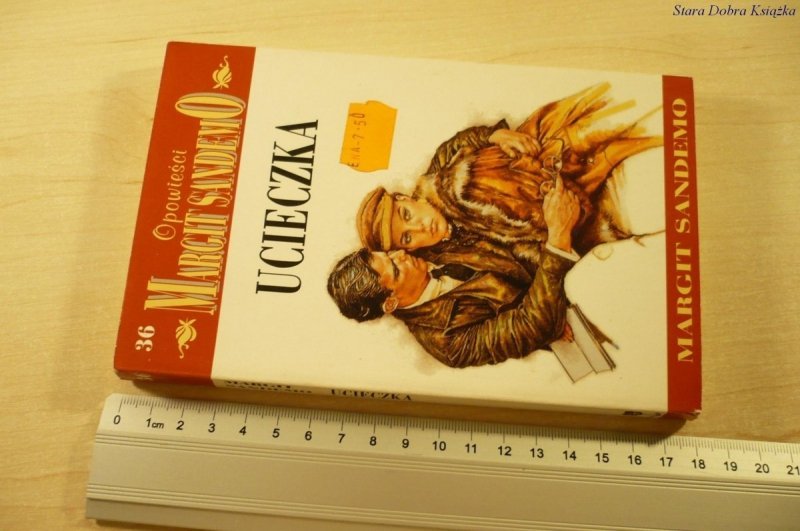 Stara Dobra Książka
36
Opowieści
MARGIT SANDEMO
UCIECZKA
MARGIT SANDEMO
MARGIT
UCIECZKA
0 1cm 2 3 4 5 6 7 8 9 10 11 12 13 14 15 16 17 18 19 20 21